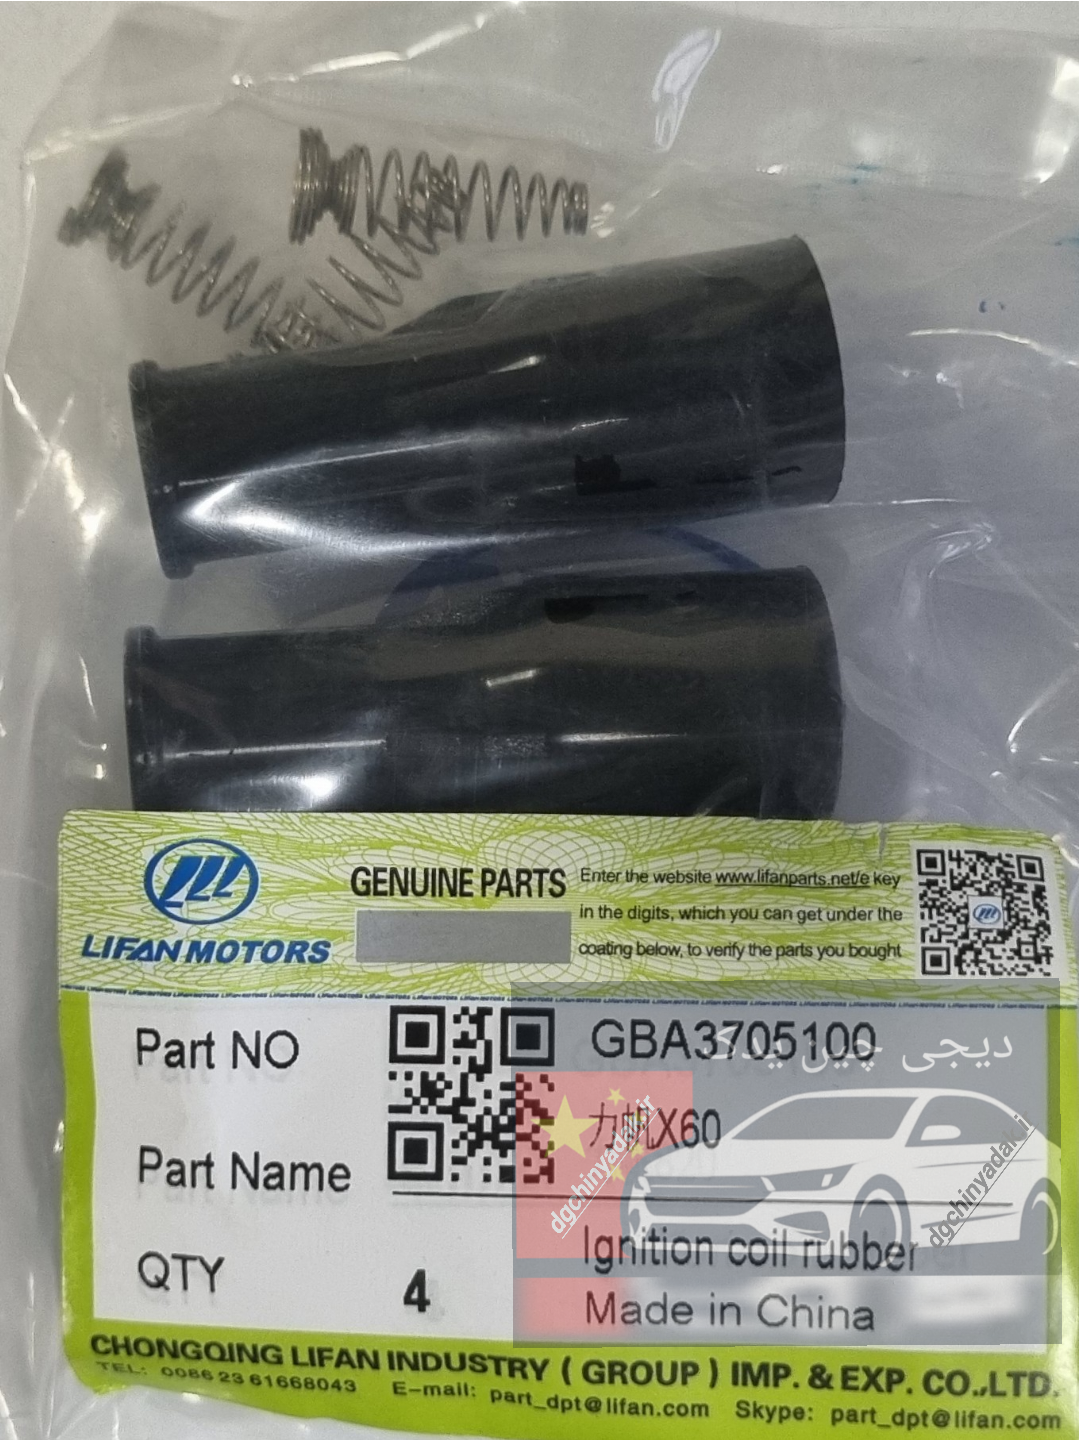 GENUINE PARTS
Enter the website www.lifanparts.net/e key
in the digits, which you can get under the
coating below, to verify the parts you bought
LIFAN MOTORS
Part NO
GBA3705100
دیجی چین یدک
力帆X60
Part Name
dgchinyadak.ir
dgchinyadak.ir
Ignition coil rubber
QTY
4
Made in China
CHONGQING LIFAN INDUSTRY ( GROUP ) IMP. & EXP. CO.,LTD.
TEL: 0086 23 61668043 E-mail: part_dpt@lifan.com Skype: part_dpt@lifan.com